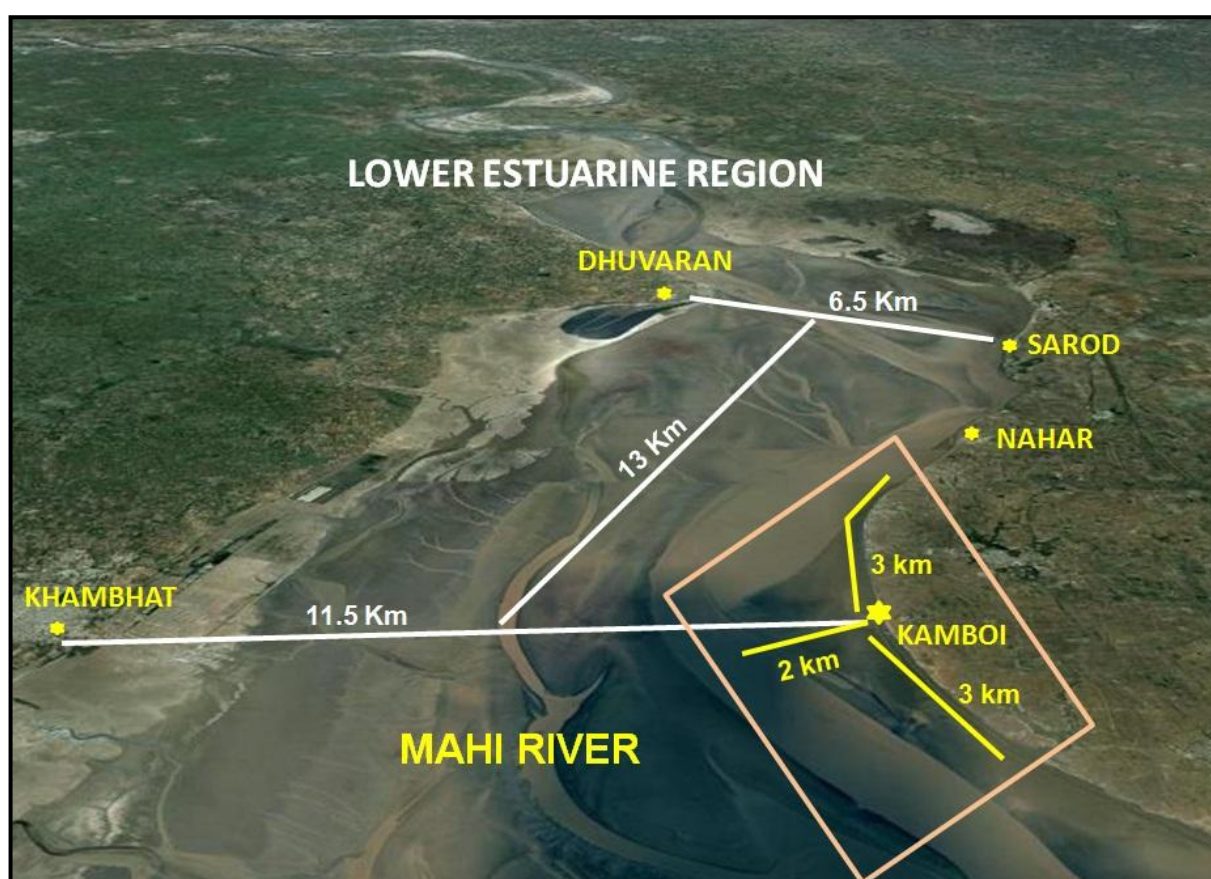 LOWER ESTUARINE REGION
DHUVARAN
6.5 Km
SAROD
NAHAR
13 Km
3 km
KHAMBHAT
11.5 Km
KAMBOI
2 km
3 km
MAHI RIVER